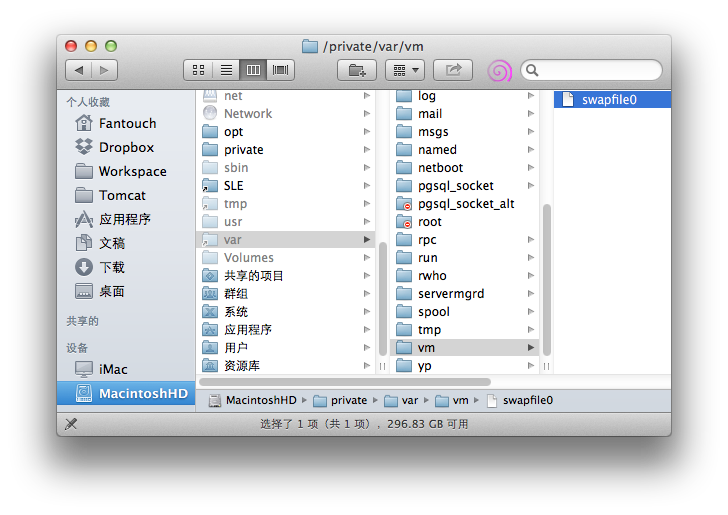 /private/var/vm
个人收藏
Fantouch
Dropbox
Workspace
Tomcat
应用程序
文稿
下载
桌面
共享的
设备
iMac
MacintoshHD
net
Network
opt
private
sbin
SLE
tmp
usr
var
Volumes
共享的项目
群组
系统
应用程序
用户
资源库
log
mail
msgs
named
netboot
pgsql_socket
pgsql_socket_alt
root
rpc
run
rwho
servermgrd
spool
tmp
vm
yp
swapfile0
MacintoshHD private var vm swapfile0
选择了 1 项（共 1 项），296.83 GB 可用